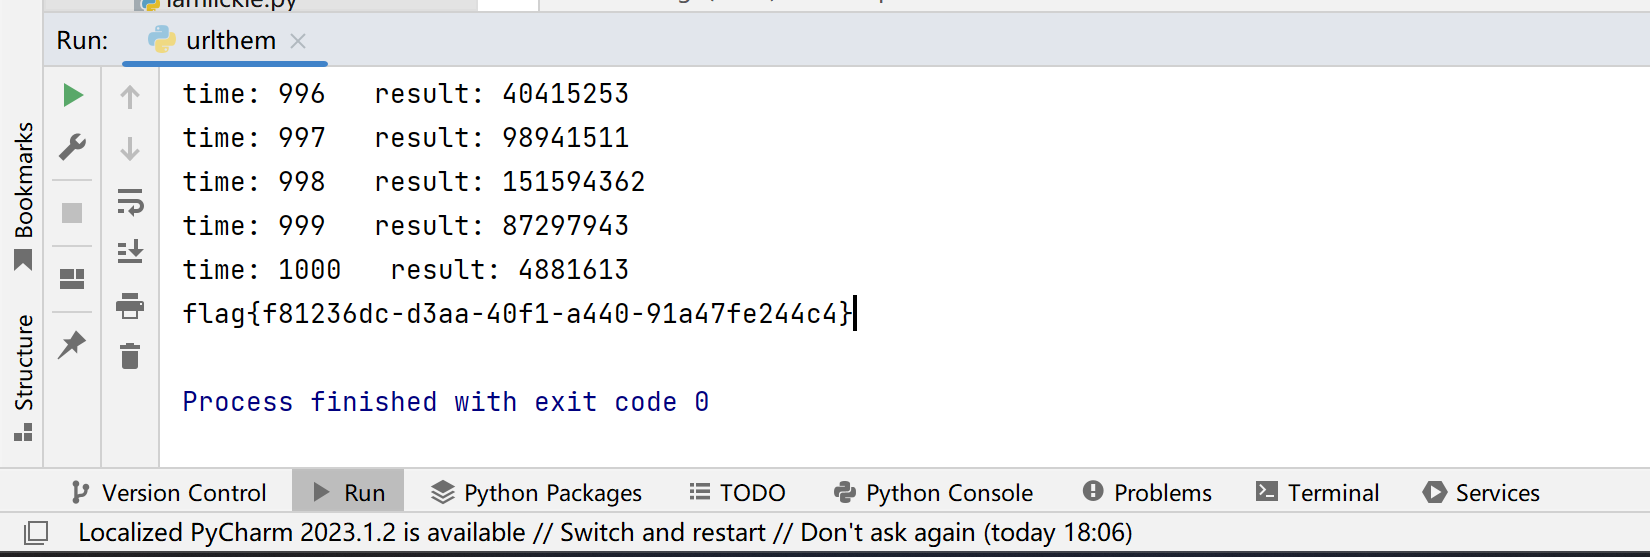 Run: urlthem
time: 996   result: 40415253
time: 997   result: 98941511
time: 998   result: 151594362
time: 999   result: 87297943
time: 1000   result: 4881613
flag{f81236dc-d3aa-40f1-a440-91a47fe244c4}
Process finished with exit code 0
Bookmarks
Structure
Version Control Run Python Packages TODO Python Console Problems Terminal Services
Localized PyCharm 2023.1.2 is available // Switch and restart // Don't ask again (today 18:06)